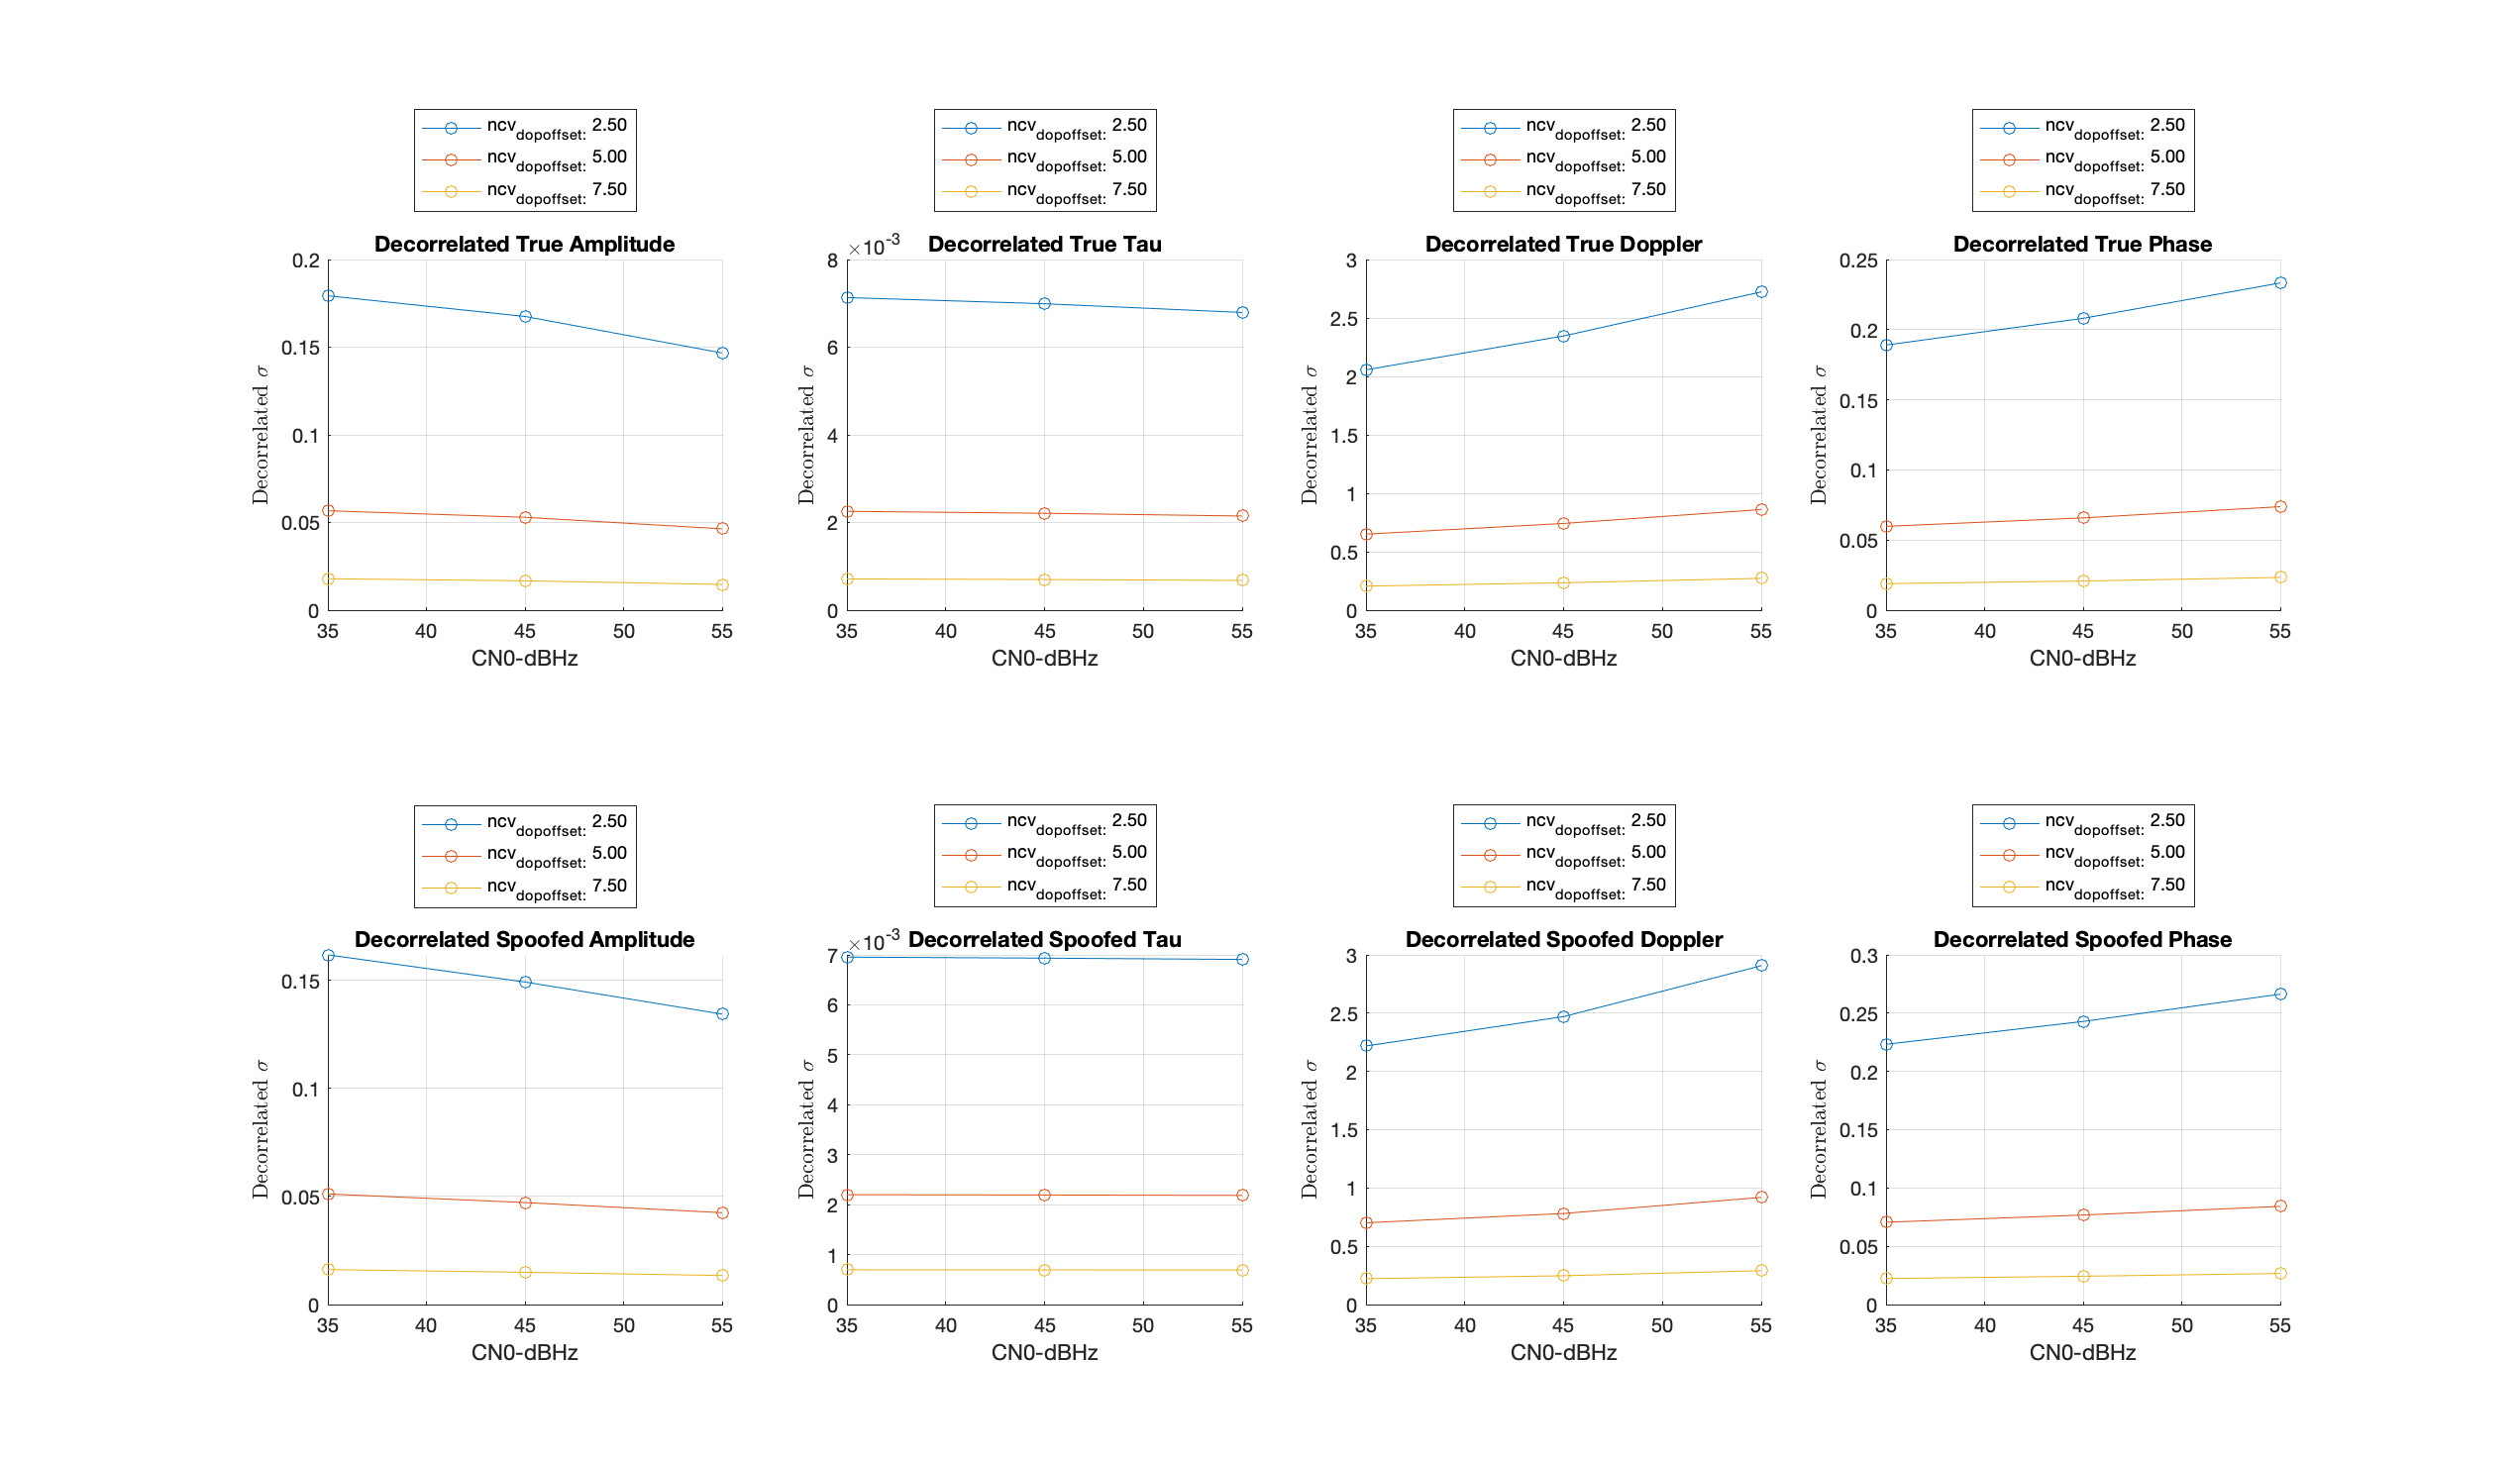 ncv dopoffset: 2.50
ncv dopoffset: 5.00
ncv dopoffset: 7.50
Decorrelated True Amplitude
0.2
0.15
0.1
0.05
0
Decorrelated σ
35 40 45 50 55
CN0-dBHz
ncv dopoffset: 2.50
ncv dopoffset: 5.00
ncv dopoffset: 7.50
×10-3
Decorrelated True Tau
8
6
4
2
0
Decorrelated σ
35 40 45 50 55
CN0-dBHz
ncv dopoffset: 2.50
ncv dopoffset: 5.00
ncv dopoffset: 7.50
Decorrelated True Doppler
3
2.5
2
1.5
1
0.5
0
Decorrelated σ
35 40 45 50 55
CN0-dBHz
ncv dopoffset: 2.50
ncv dopoffset: 5.00
ncv dopoffset: 7.50
Decorrelated True Phase
0.25
0.2
0.15
0.1
0.05
0
Decorrelated σ
35 40 45 50 55
CN0-dBHz
ncv dopoffset: 2.50
ncv dopoffset: 5.00
ncv dopoffset: 7.50
Decorrelated Spoofed Amplitude
0.15
0.1
0.05
0
Decorrelated σ
35 40 45 50 55
CN0-dBHz
ncv dopoffset: 2.50
ncv dopoffset: 5.00
ncv dopoffset: 7.50
×10-3
Decorrelated Spoofed Tau
7
6
5
4
3
2
1
0
Decorrelated σ
35 40 45 50 55
CN0-dBHz
ncv dopoffset: 2.50
ncv dopoffset: 5.00
ncv dopoffset: 7.50
Decorrelated Spoofed Doppler
3
2.5
2
1.5
1
0.5
0
Decorrelated σ
35 40 45 50 55
CN0-dBHz
ncv dopoffset: 2.50
ncv dopoffset: 5.00
ncv dopoffset: 7.50
Decorrelated Spoofed Phase
0.3
0.25
0.2
0.15
0.1
0.05
0
Decorrelated σ
35 40 45 50 55
CN0-dBHz